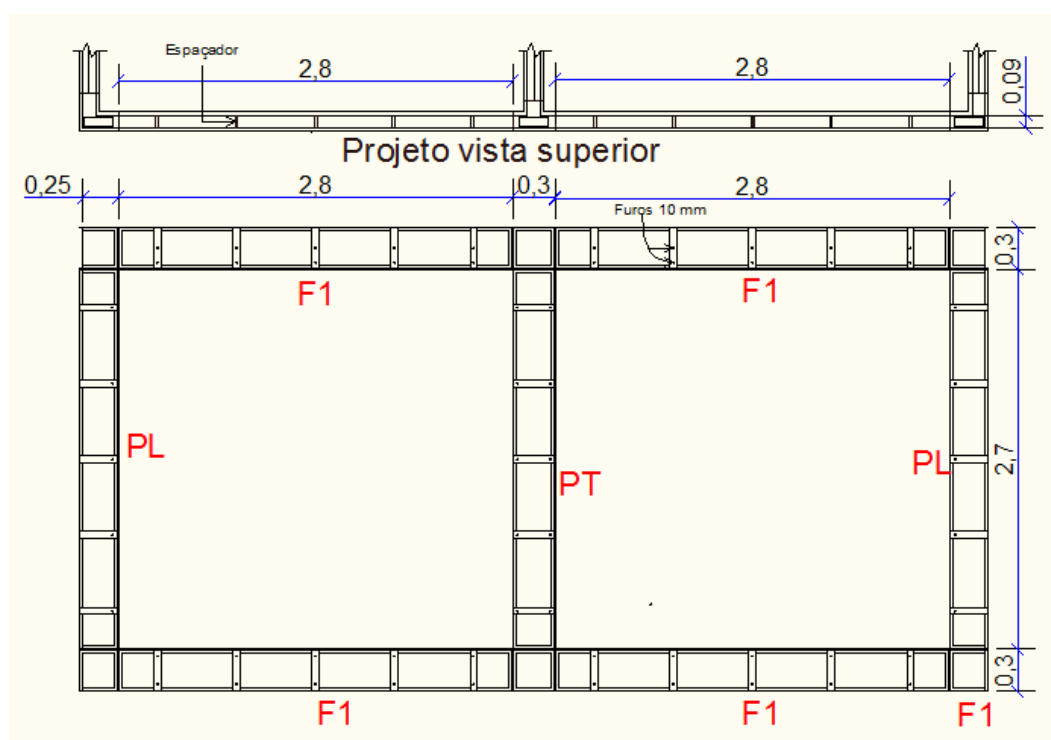 Espaçador
2,8
2,8
0,09
Projeto vista superior
0,25
2,8
0,3
2,8
Furos 10 mm
0,3
F1
F1
PL
PT
PL
2,7
0,3
F1
F1
F1